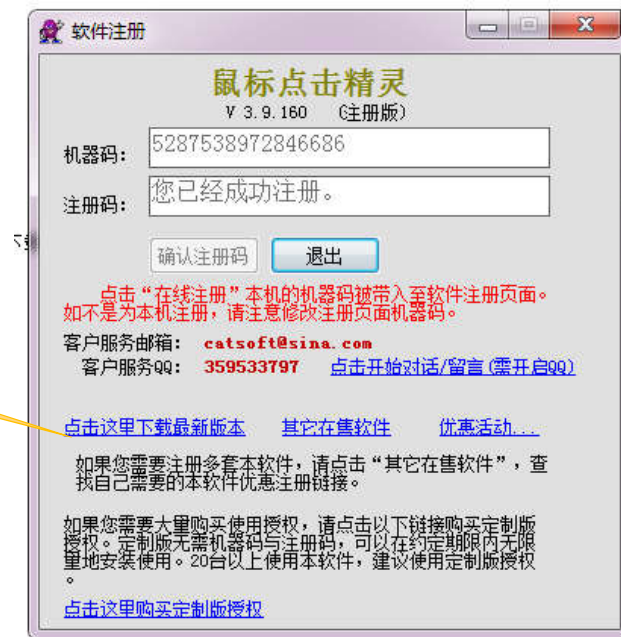 软件注册
鼠标点击精灵
V 3.9.160 (注册版)
机器码: 5287538972846686
注册码: 您已经成功注册。
确认注册码 退出
点击“在线注册”本机的机器码被带入至软件注册页面。
如不是为本机注册，请注意修改注册页面机器码。
客户服务邮箱: catsoft@sina.com
客户服务QQ: 359533797 点击开始对话/留言(需开启QQ)
点击这里下载最新版本 其它在售软件 优惠活动...
如果您需要注册多套本软件，请点击“其它在售软件”，查
找自己需要的本软件优惠注册链接。
如果您需要大量购买使用授权，请点击以下链接购买定制版
授权。定制版无需机器码与注册码，可以在约定期限内无限
量地安装使用。20台以上使用本软件，建议使用定制版授权
。
点击这里购买定制版授权